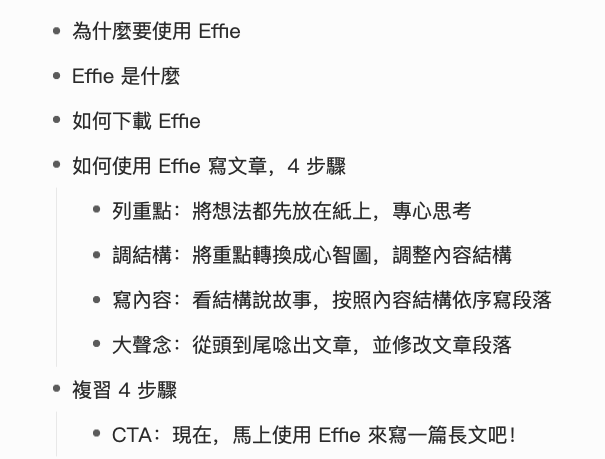 為什麼要使用 Effie
Effie 是什麼
如何下載 Effie
如何使用 Effie 寫文章，4 步驟
列重點：將想法都先放在紙上，專心思考
調結構：將重點轉換成心智圖，調整內容結構
寫內容：看結構說故事，按照內容結構依序寫段落
大聲念：從頭到尾唸出文章，並修改文章段落
複習 4 步驟
CTA：現在，馬上使用 Effie 來寫一篇長文吧！